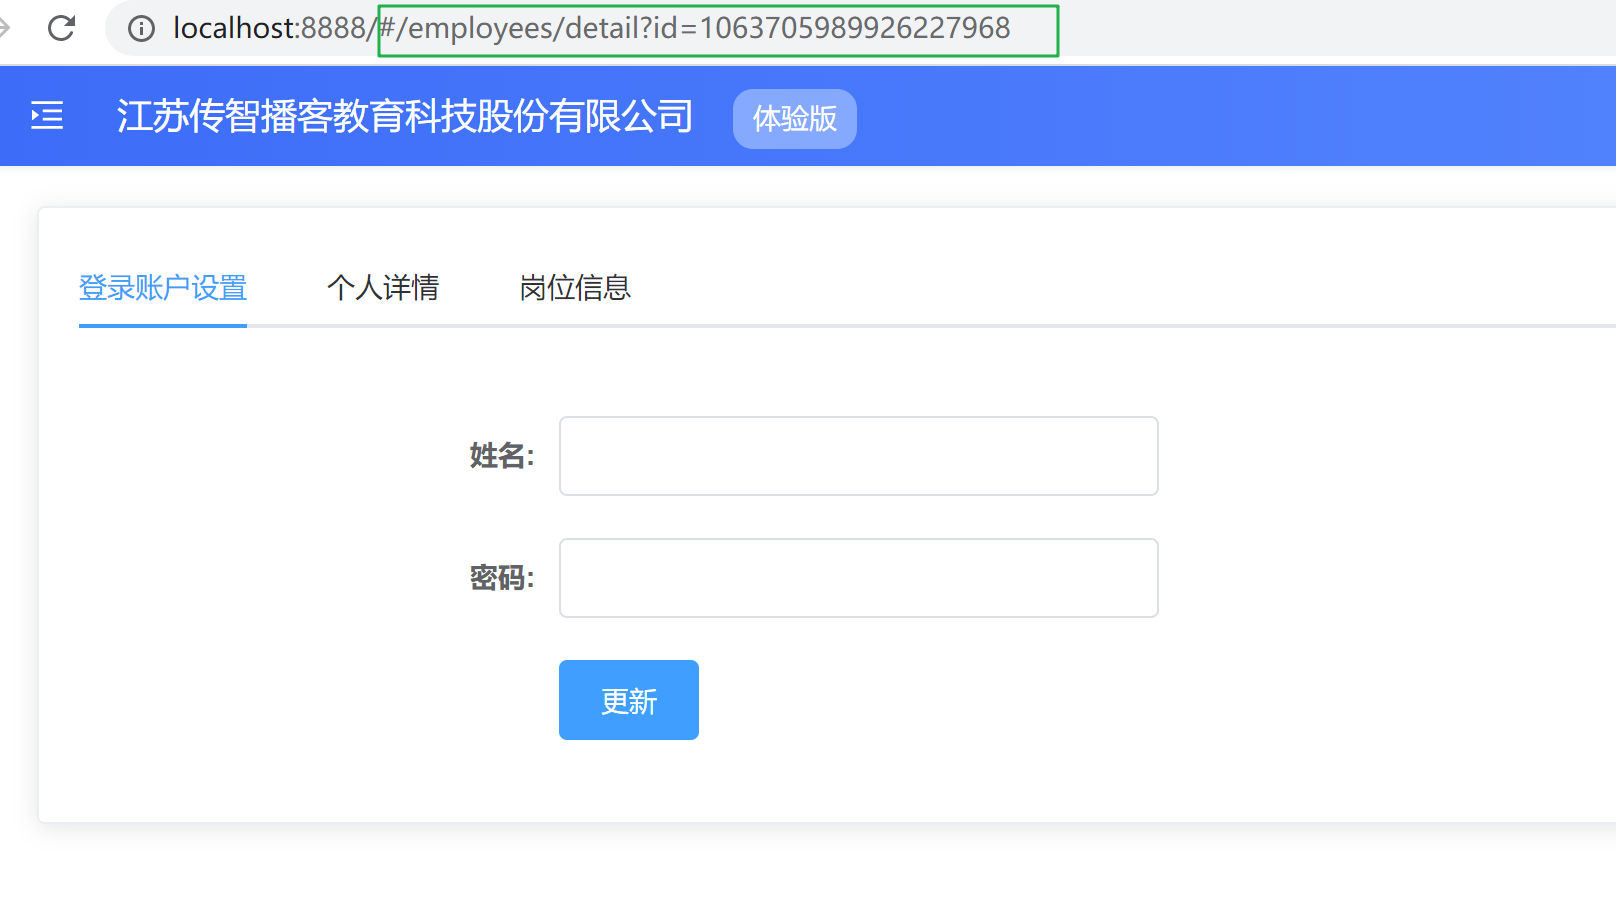 localhost:8888/#/employees/detail?id=1063705989926227968
江苏传智播客教育科技股份有限公司 体验版
登录账户设置 个人详情 岗位信息
姓名:
密码:
更新